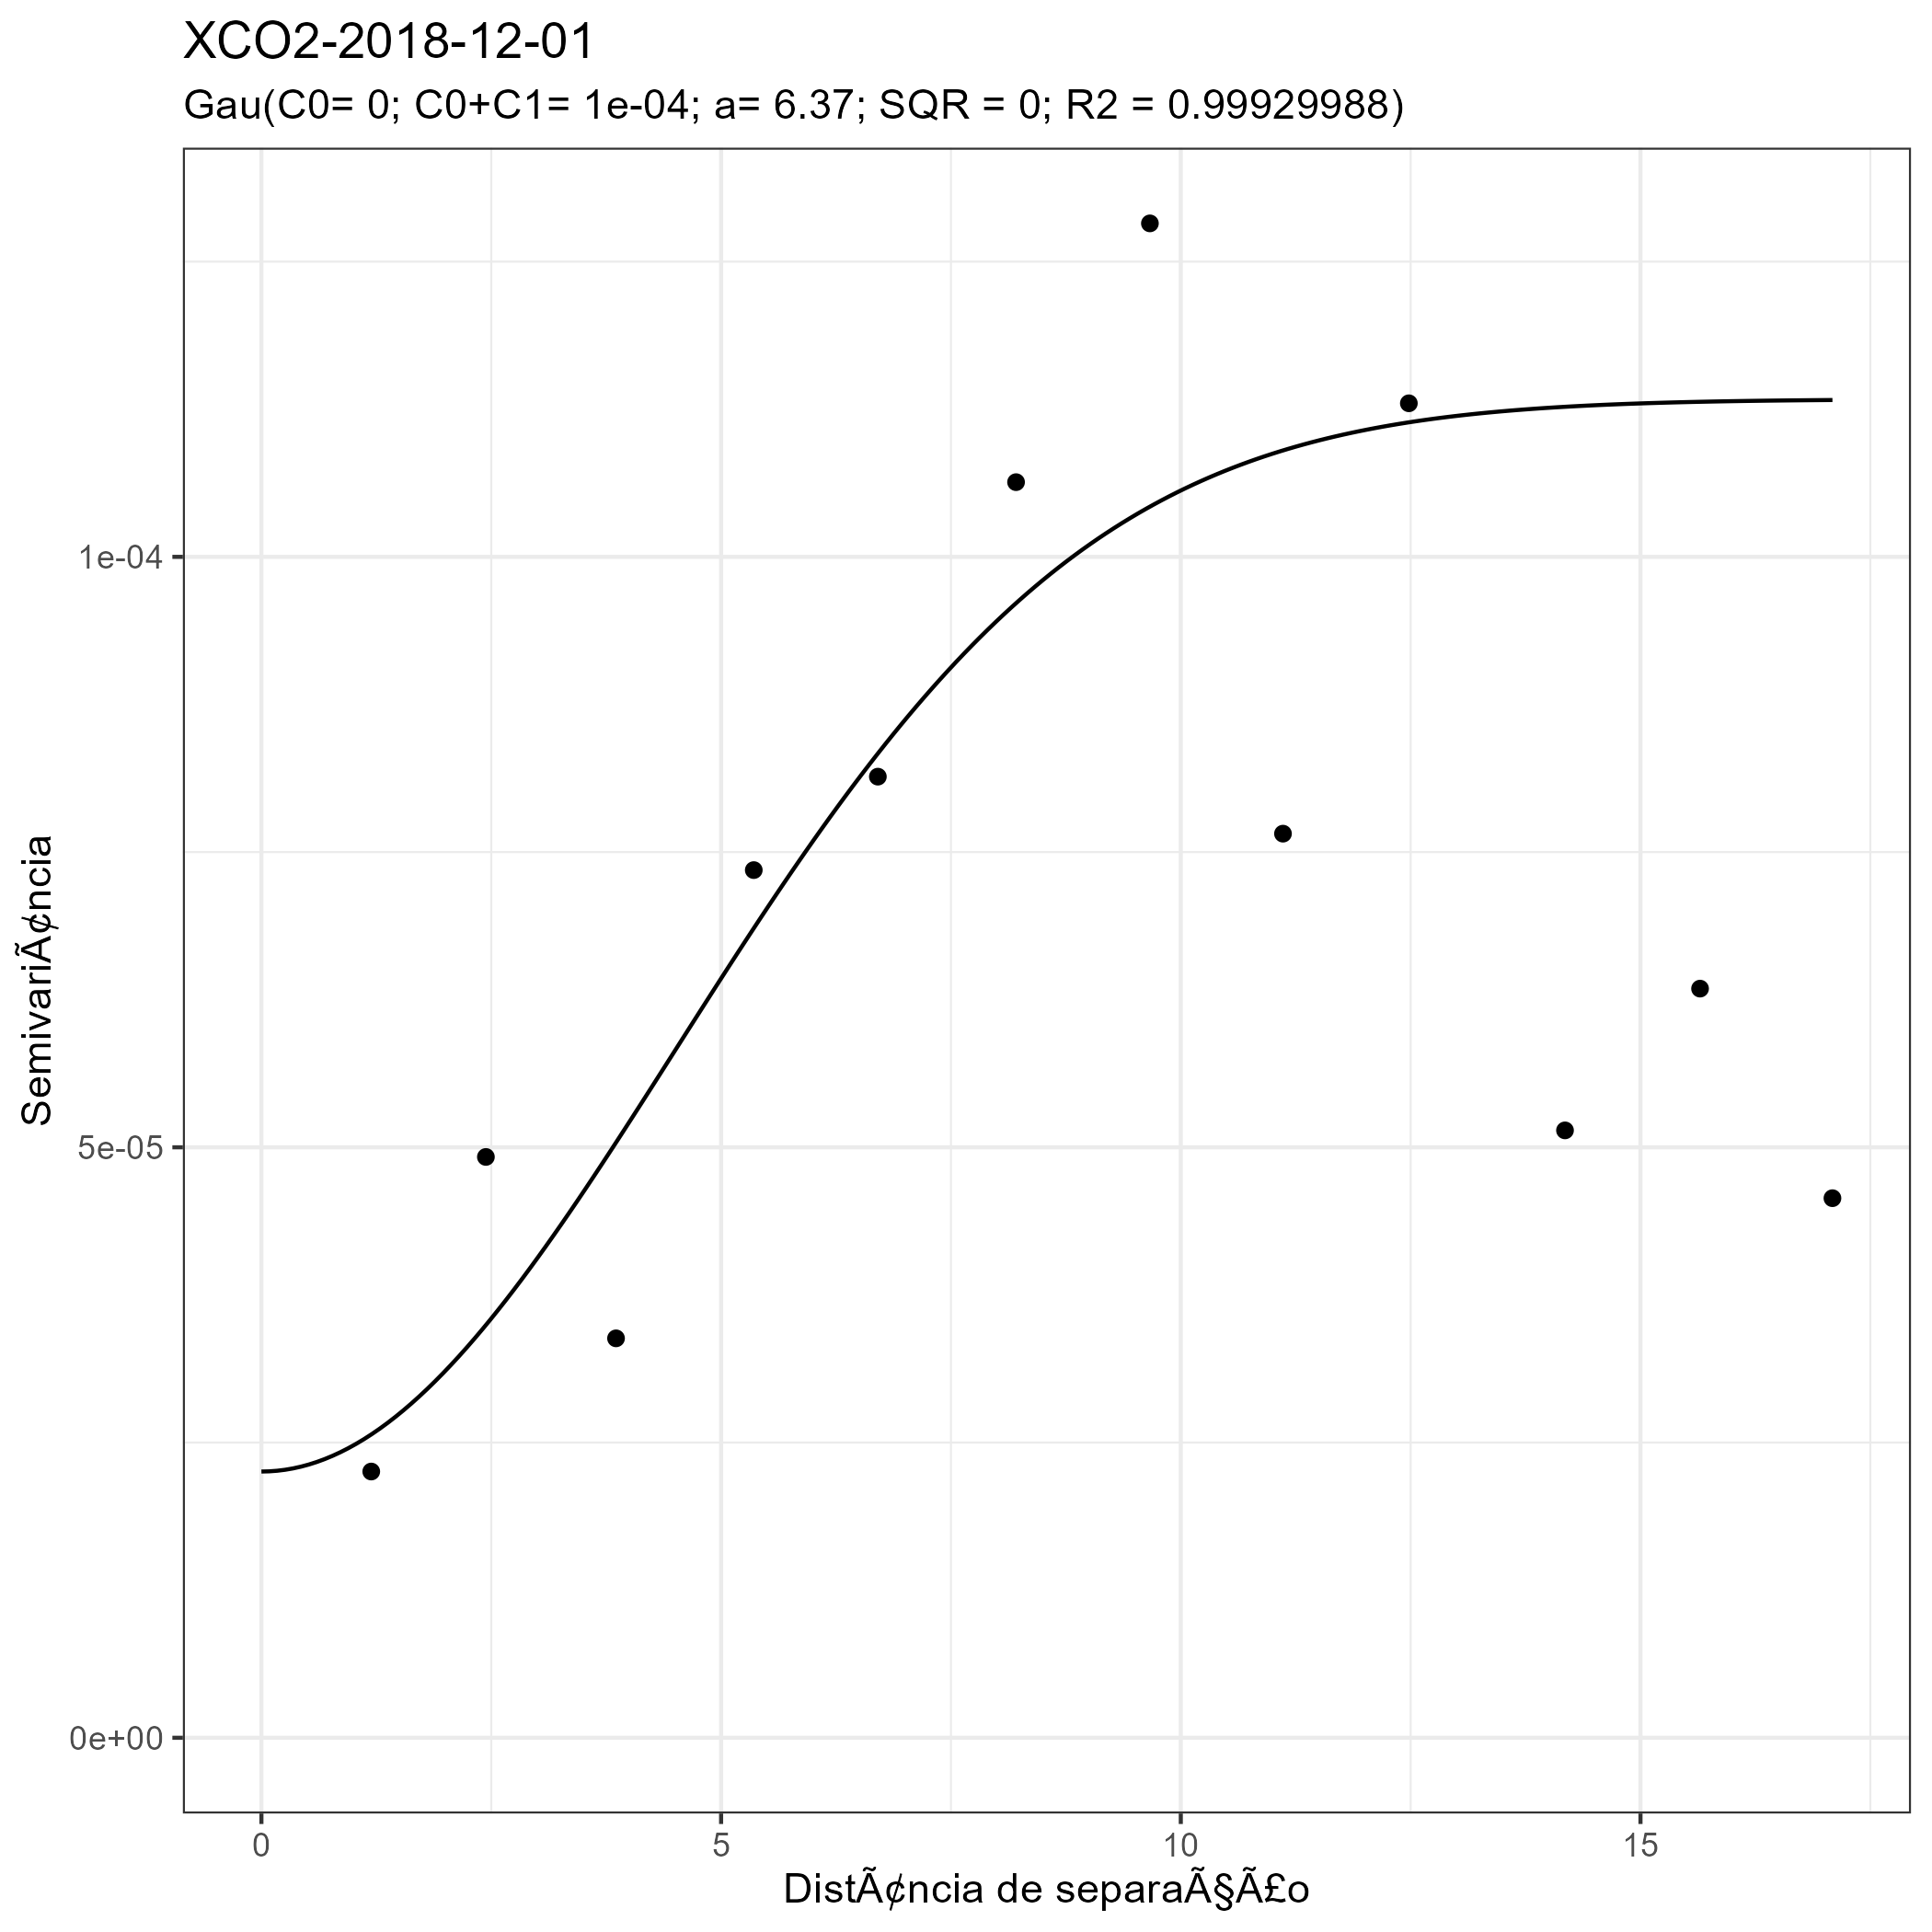 XCO2-2018-12-01
Gau(C0= 0; C0+C1= 1e-04; a= 6.37; SQR = 0; R2 = 0.99929988)
SemivariÃ¢ncia
1e-04
5e-05
0e+00
0 5 10 15
DistÃ¢ncia de separaÃ§Ã£o